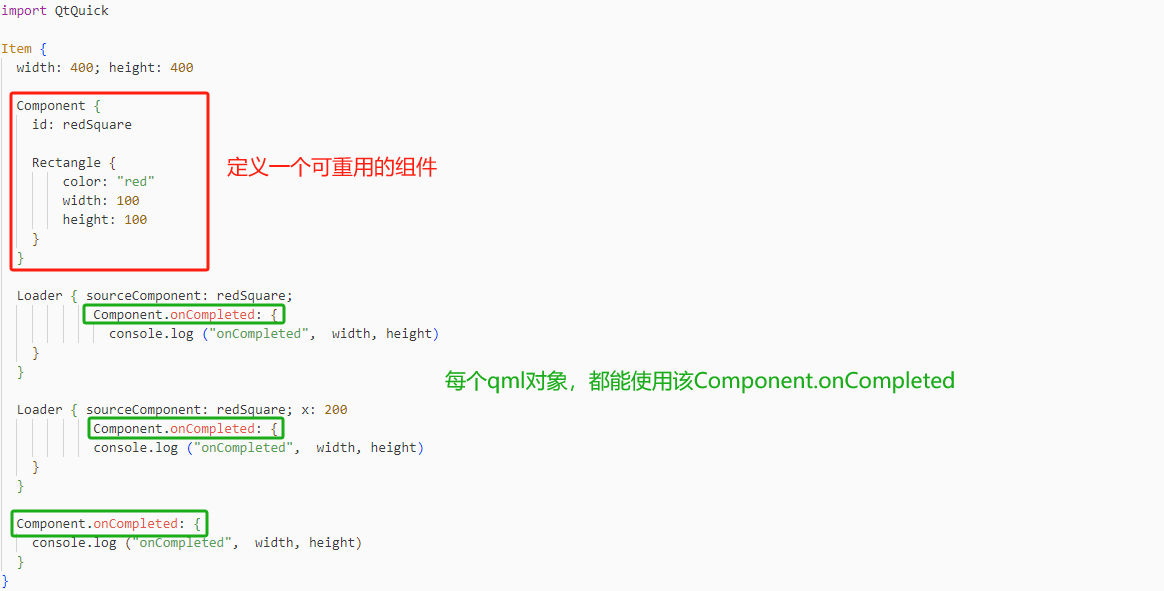 import QtQuick
Item {
width: 400; height: 400
Component {
id: redSquare
Rectangle {
定义一个可重用的组件
color: "red"
width: 100
height: 100
}
}
Loader { sourceComponent: redSquare;
Component.onCompleted: {
console.log ("onCompleted",  width, height)
}
}
每个qml对象，都能使用该Component.onCompleted
Loader { sourceComponent: redSquare; x: 200
Component.onCompleted: {
console.log ("onCompleted",  width, height)
}
}
Component.onCompleted: {
console.log ("onCompleted",  width, height)
}
}